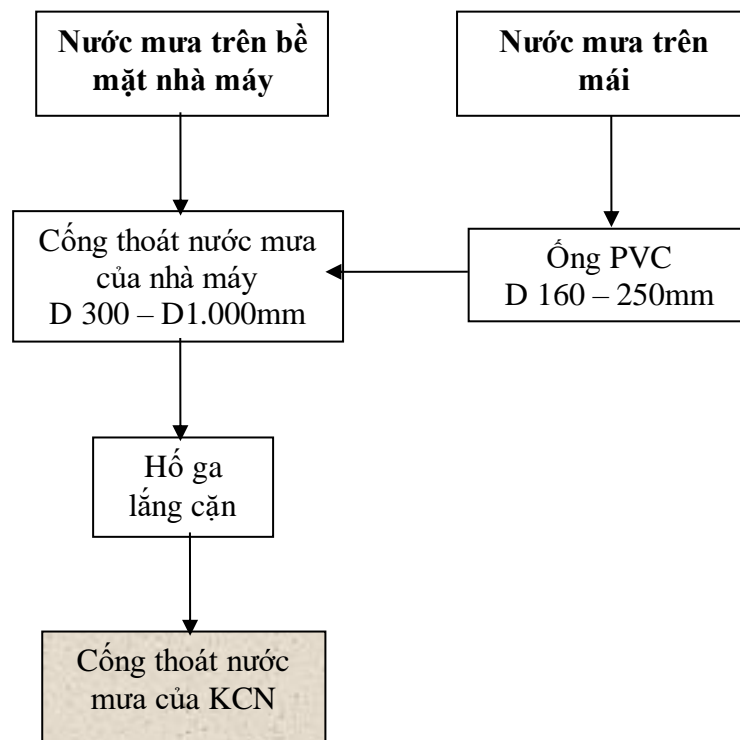 Nước mưa trên bề
mặt nhà máy
Nước mưa trên
mái
Cống thoát nước mưa
của nhà máy
D 300 – D1.000mm
Ống PVC
D 160 – 250mm
Hố ga
lắng cặn
Cống thoát nước
mưa của KCN